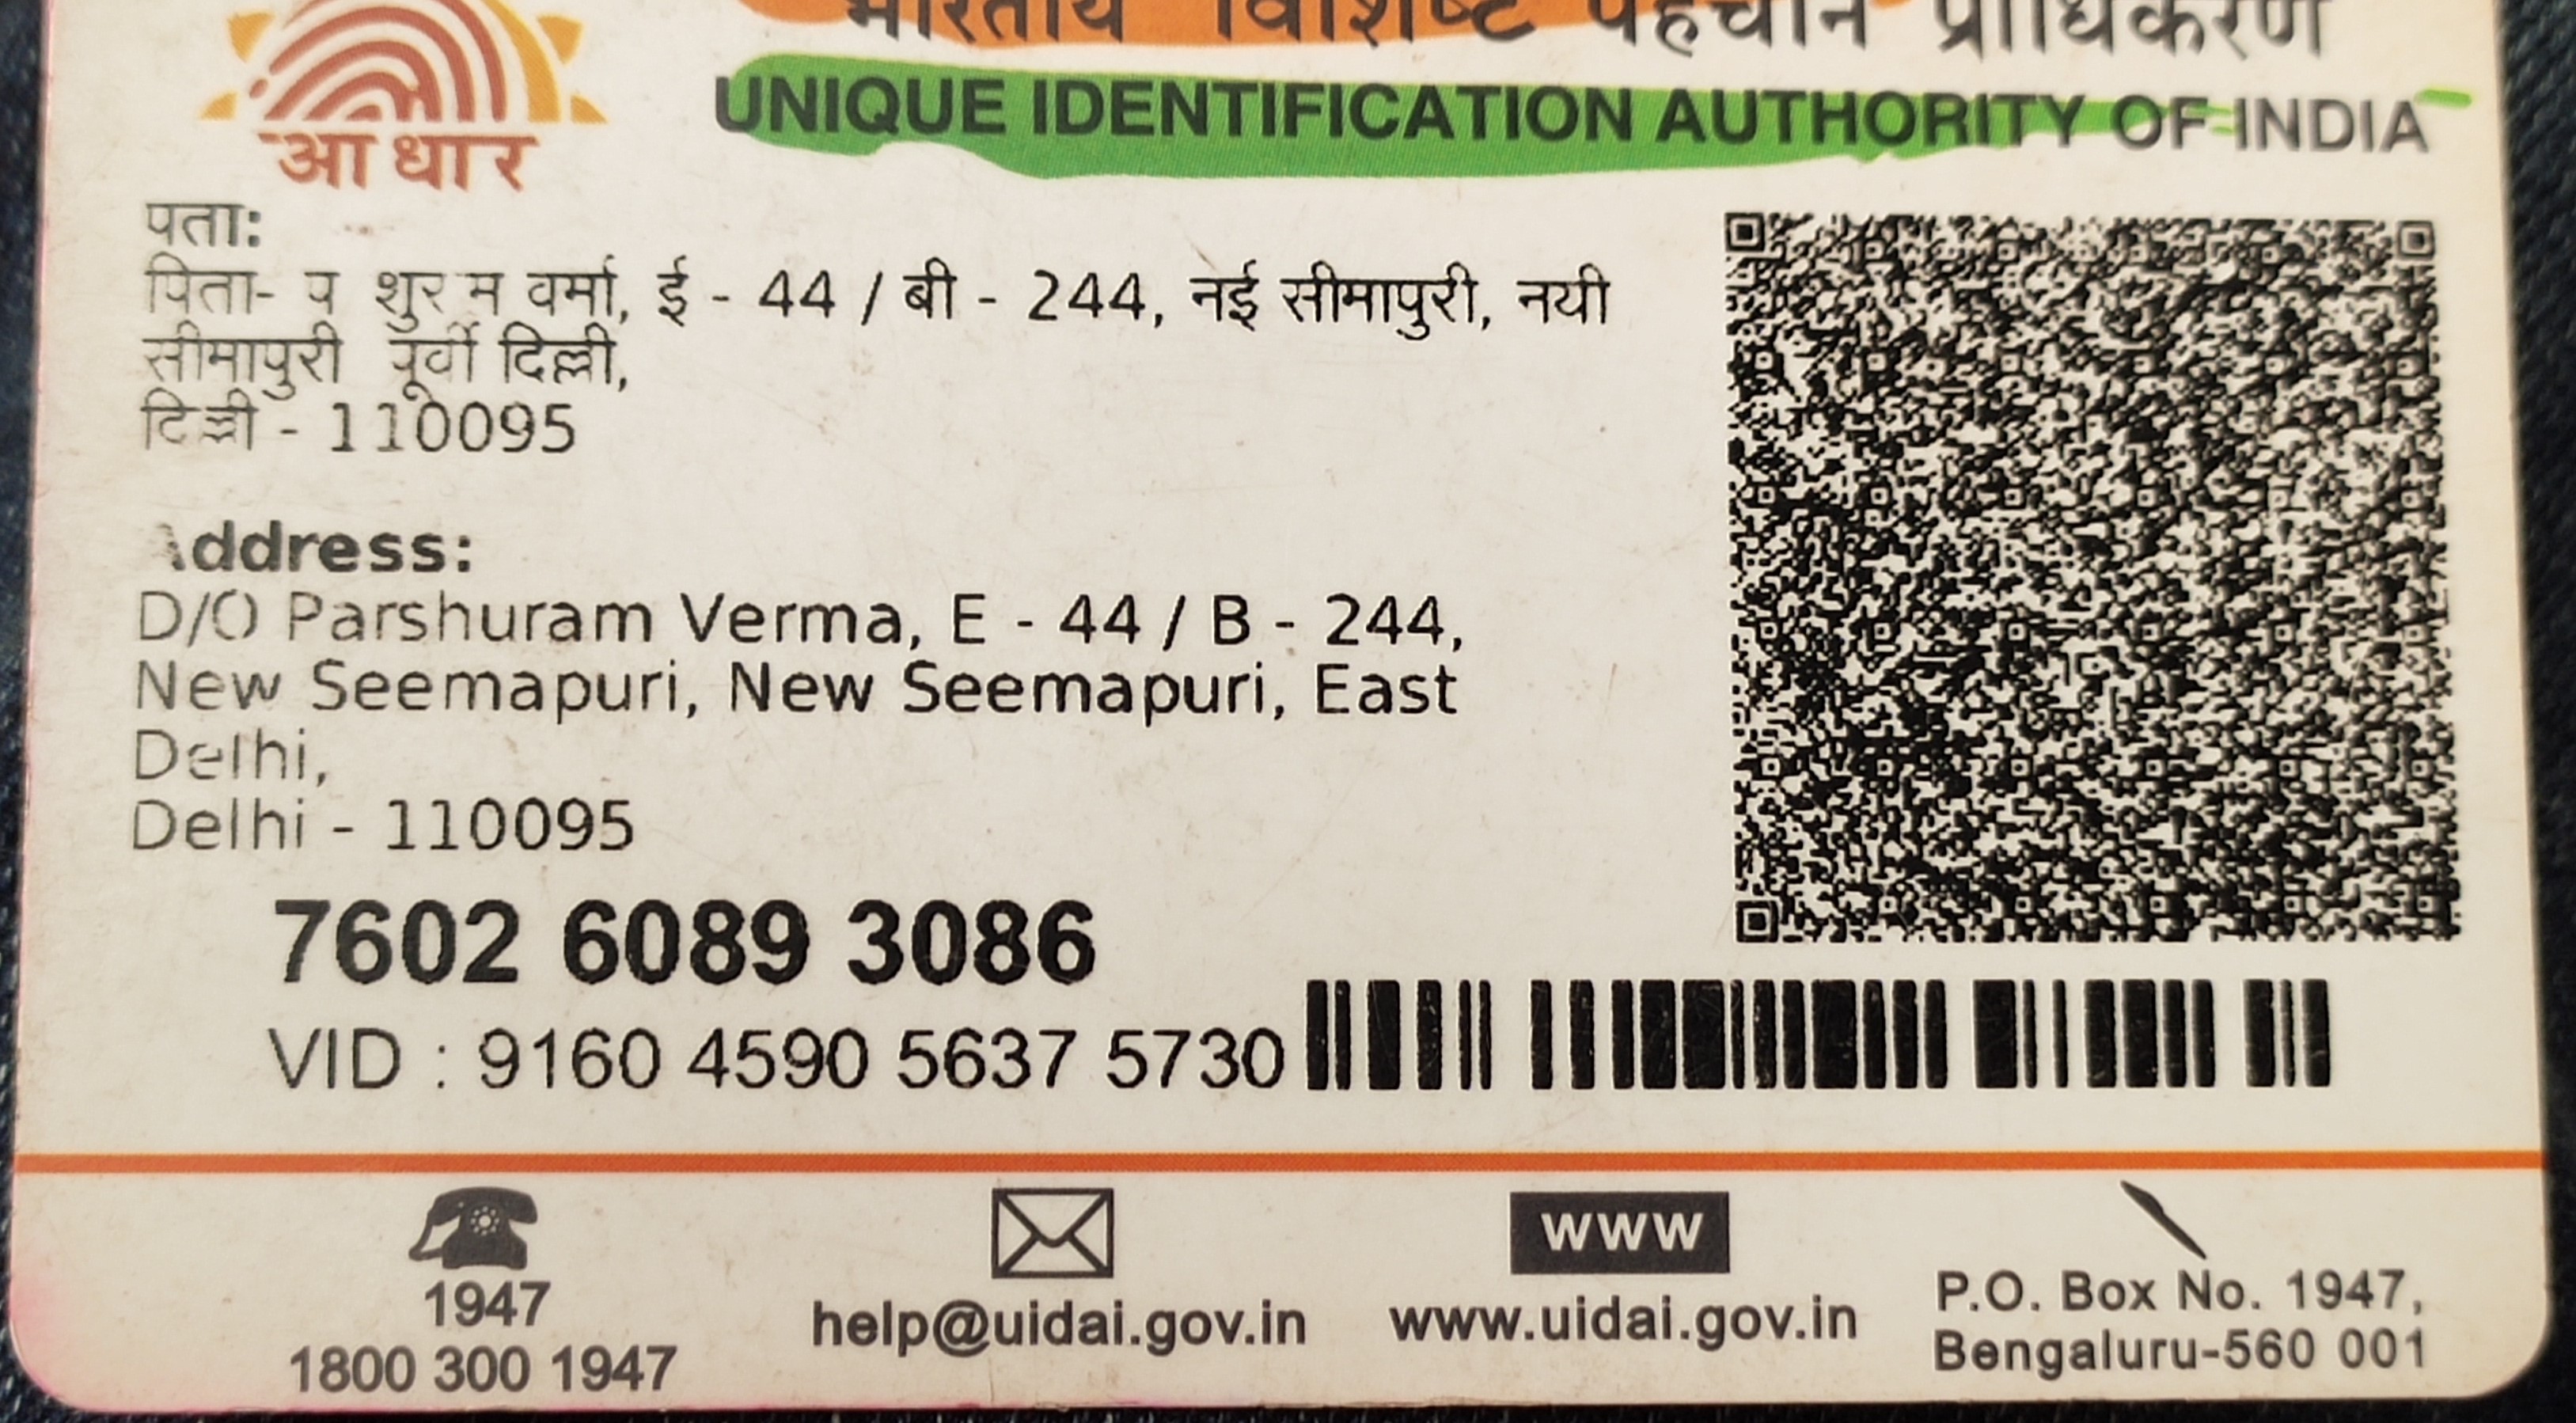 भारतीय विशिष्ट पहचान प्राधिकरण
UNIQUE IDENTIFICATION AUTHORITY OF INDIA
आधार
पता:
पिता- प शुर म वर्मा, ई - 44 / बी - 244, नई सीमापुरी, नयी
सीमापुरी पूर्वी दिल्ली,
दिल्ली - 110095
Address:
D/O Parshuram Verma, E - 44 / B - 244,
New Seemapuri, New Seemapuri, East
Delhi,
Delhi - 110095
7602 6089 3086
VID : 9160 4590 5637 5730
1947
1800 300 1947
help@uidai.gov.in
www
www.uidai.gov.in
P.O. Box No. 1947,
Bengaluru-560 001